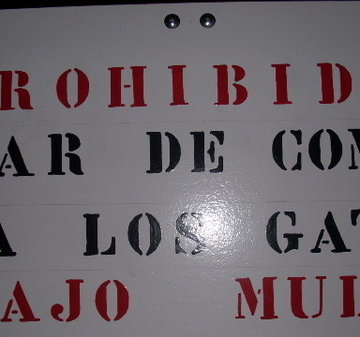 ROHIBID
AR DE COM
A LOS GAT
AJO MUL